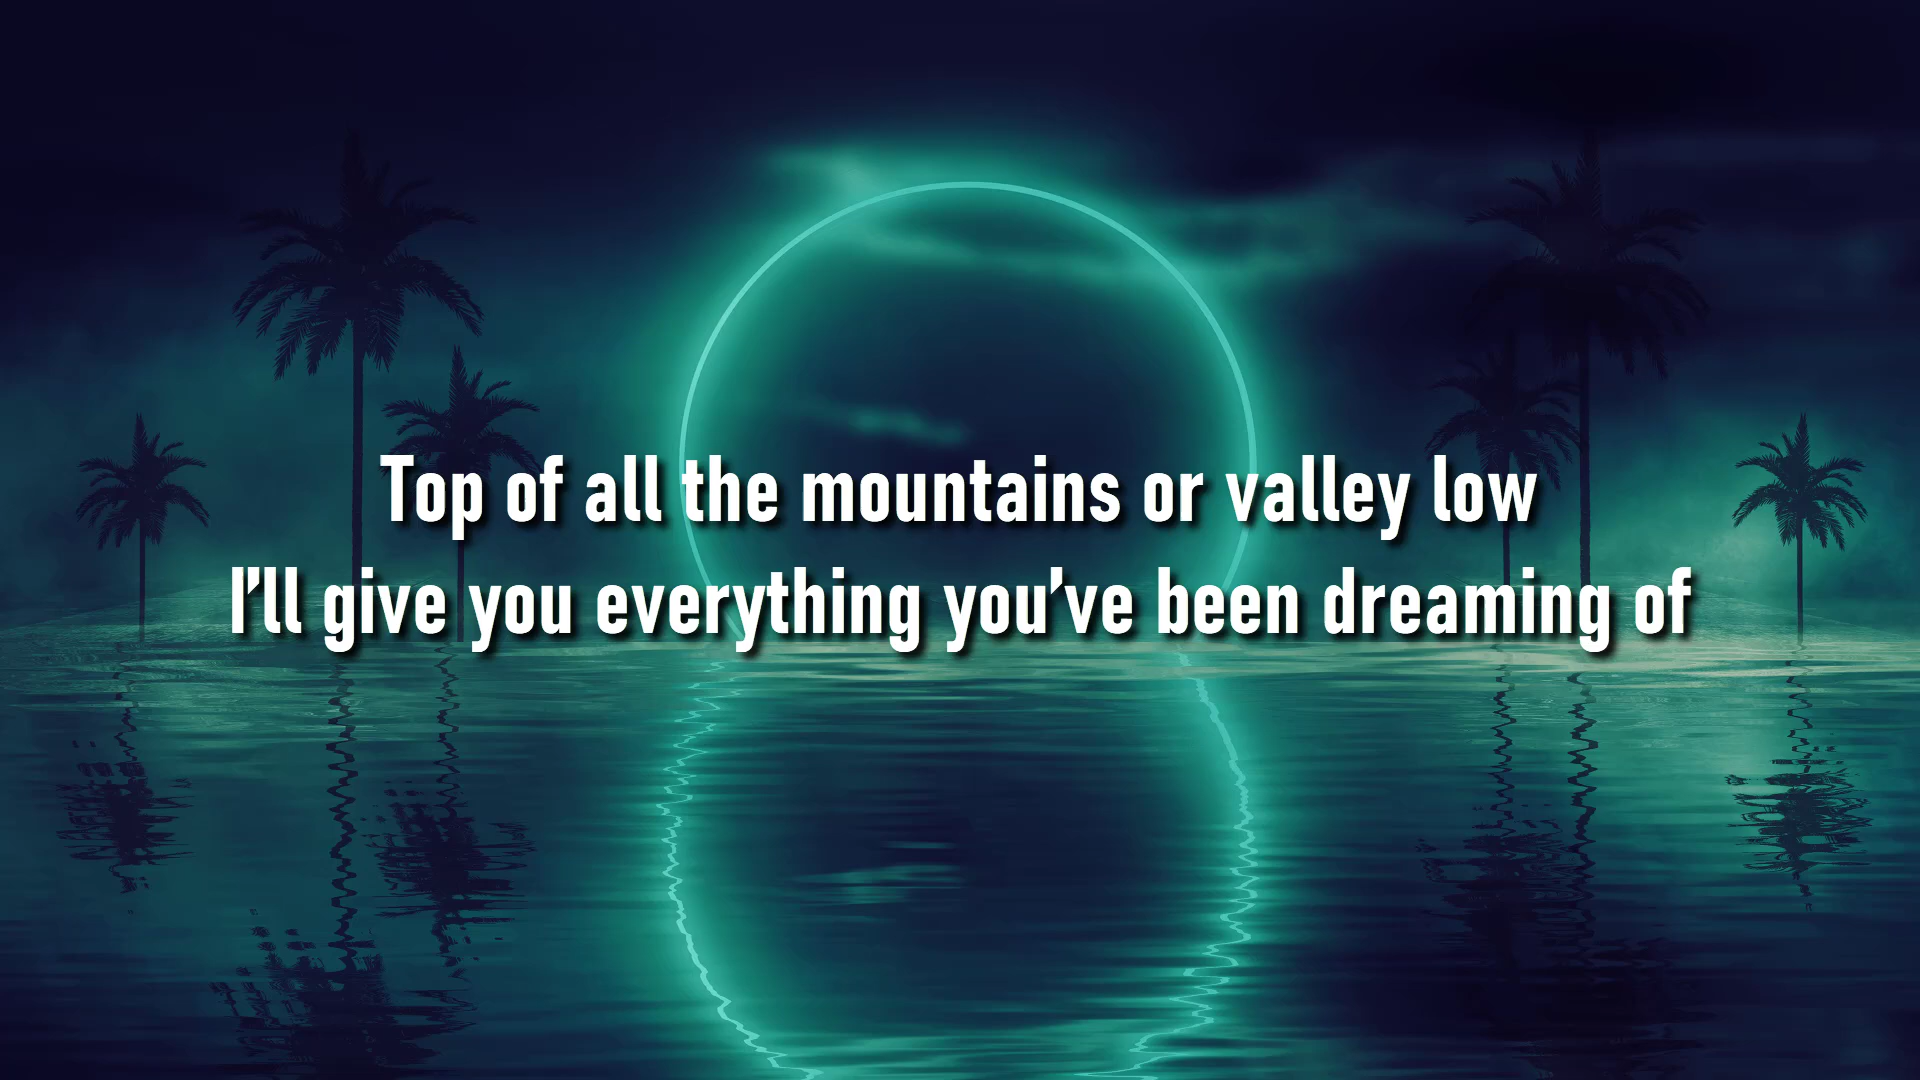 Top of all the mountains or valley low
I'll give you everything you've been dreaming of